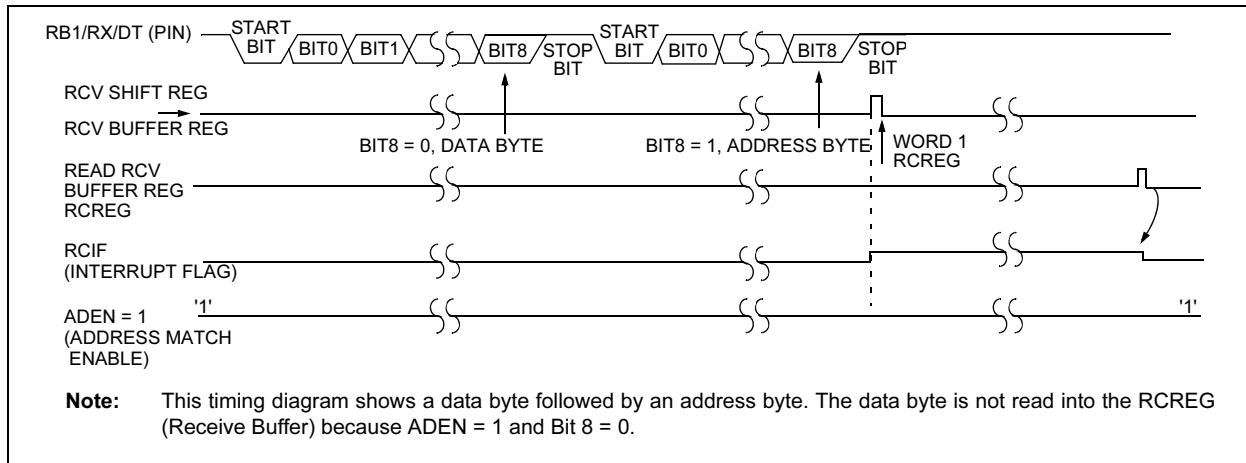 RB1/RX/DT (PIN)
START
BIT
BIT0
BIT1
BIT8
STOP
BIT
START
BIT
BIT0
BIT8
STOP
BIT
RCV SHIFT REG
RCV BUFFER REG
BIT8 = 0, DATA BYTE
BIT8 = 1, ADDRESS BYTE
WORD 1
RCREG
READ RCV
BUFFER REG
RCREG
RCIF
(INTERRUPT FLAG)
ADEN = 1
(ADDRESS MATCH
ENABLE)
'1'
'1'
Note: This timing diagram shows a data byte followed by an address byte. The data byte is not read into the RCREG
(Receive Buffer) because ADEN = 1 and Bit 8 = 0.